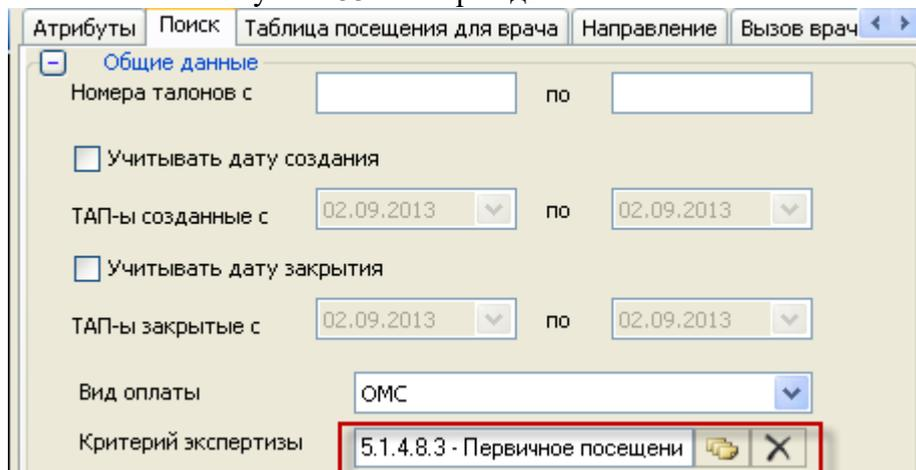 Атрибуты Поиск Таблица посещения для врача Направление Вызов врач
Общие данные
Номера талонов с по
Учитывать дату создания
ТАП-ы созданные с 02.09.2013 по 02.09.2013
Учитывать дату закрытия
ТАП-ы закрытые с 02.09.2013 по 02.09.2013
Вид оплаты ОМС
Критерий экспертизы 5.1.4.8.3 - Первичное посещени